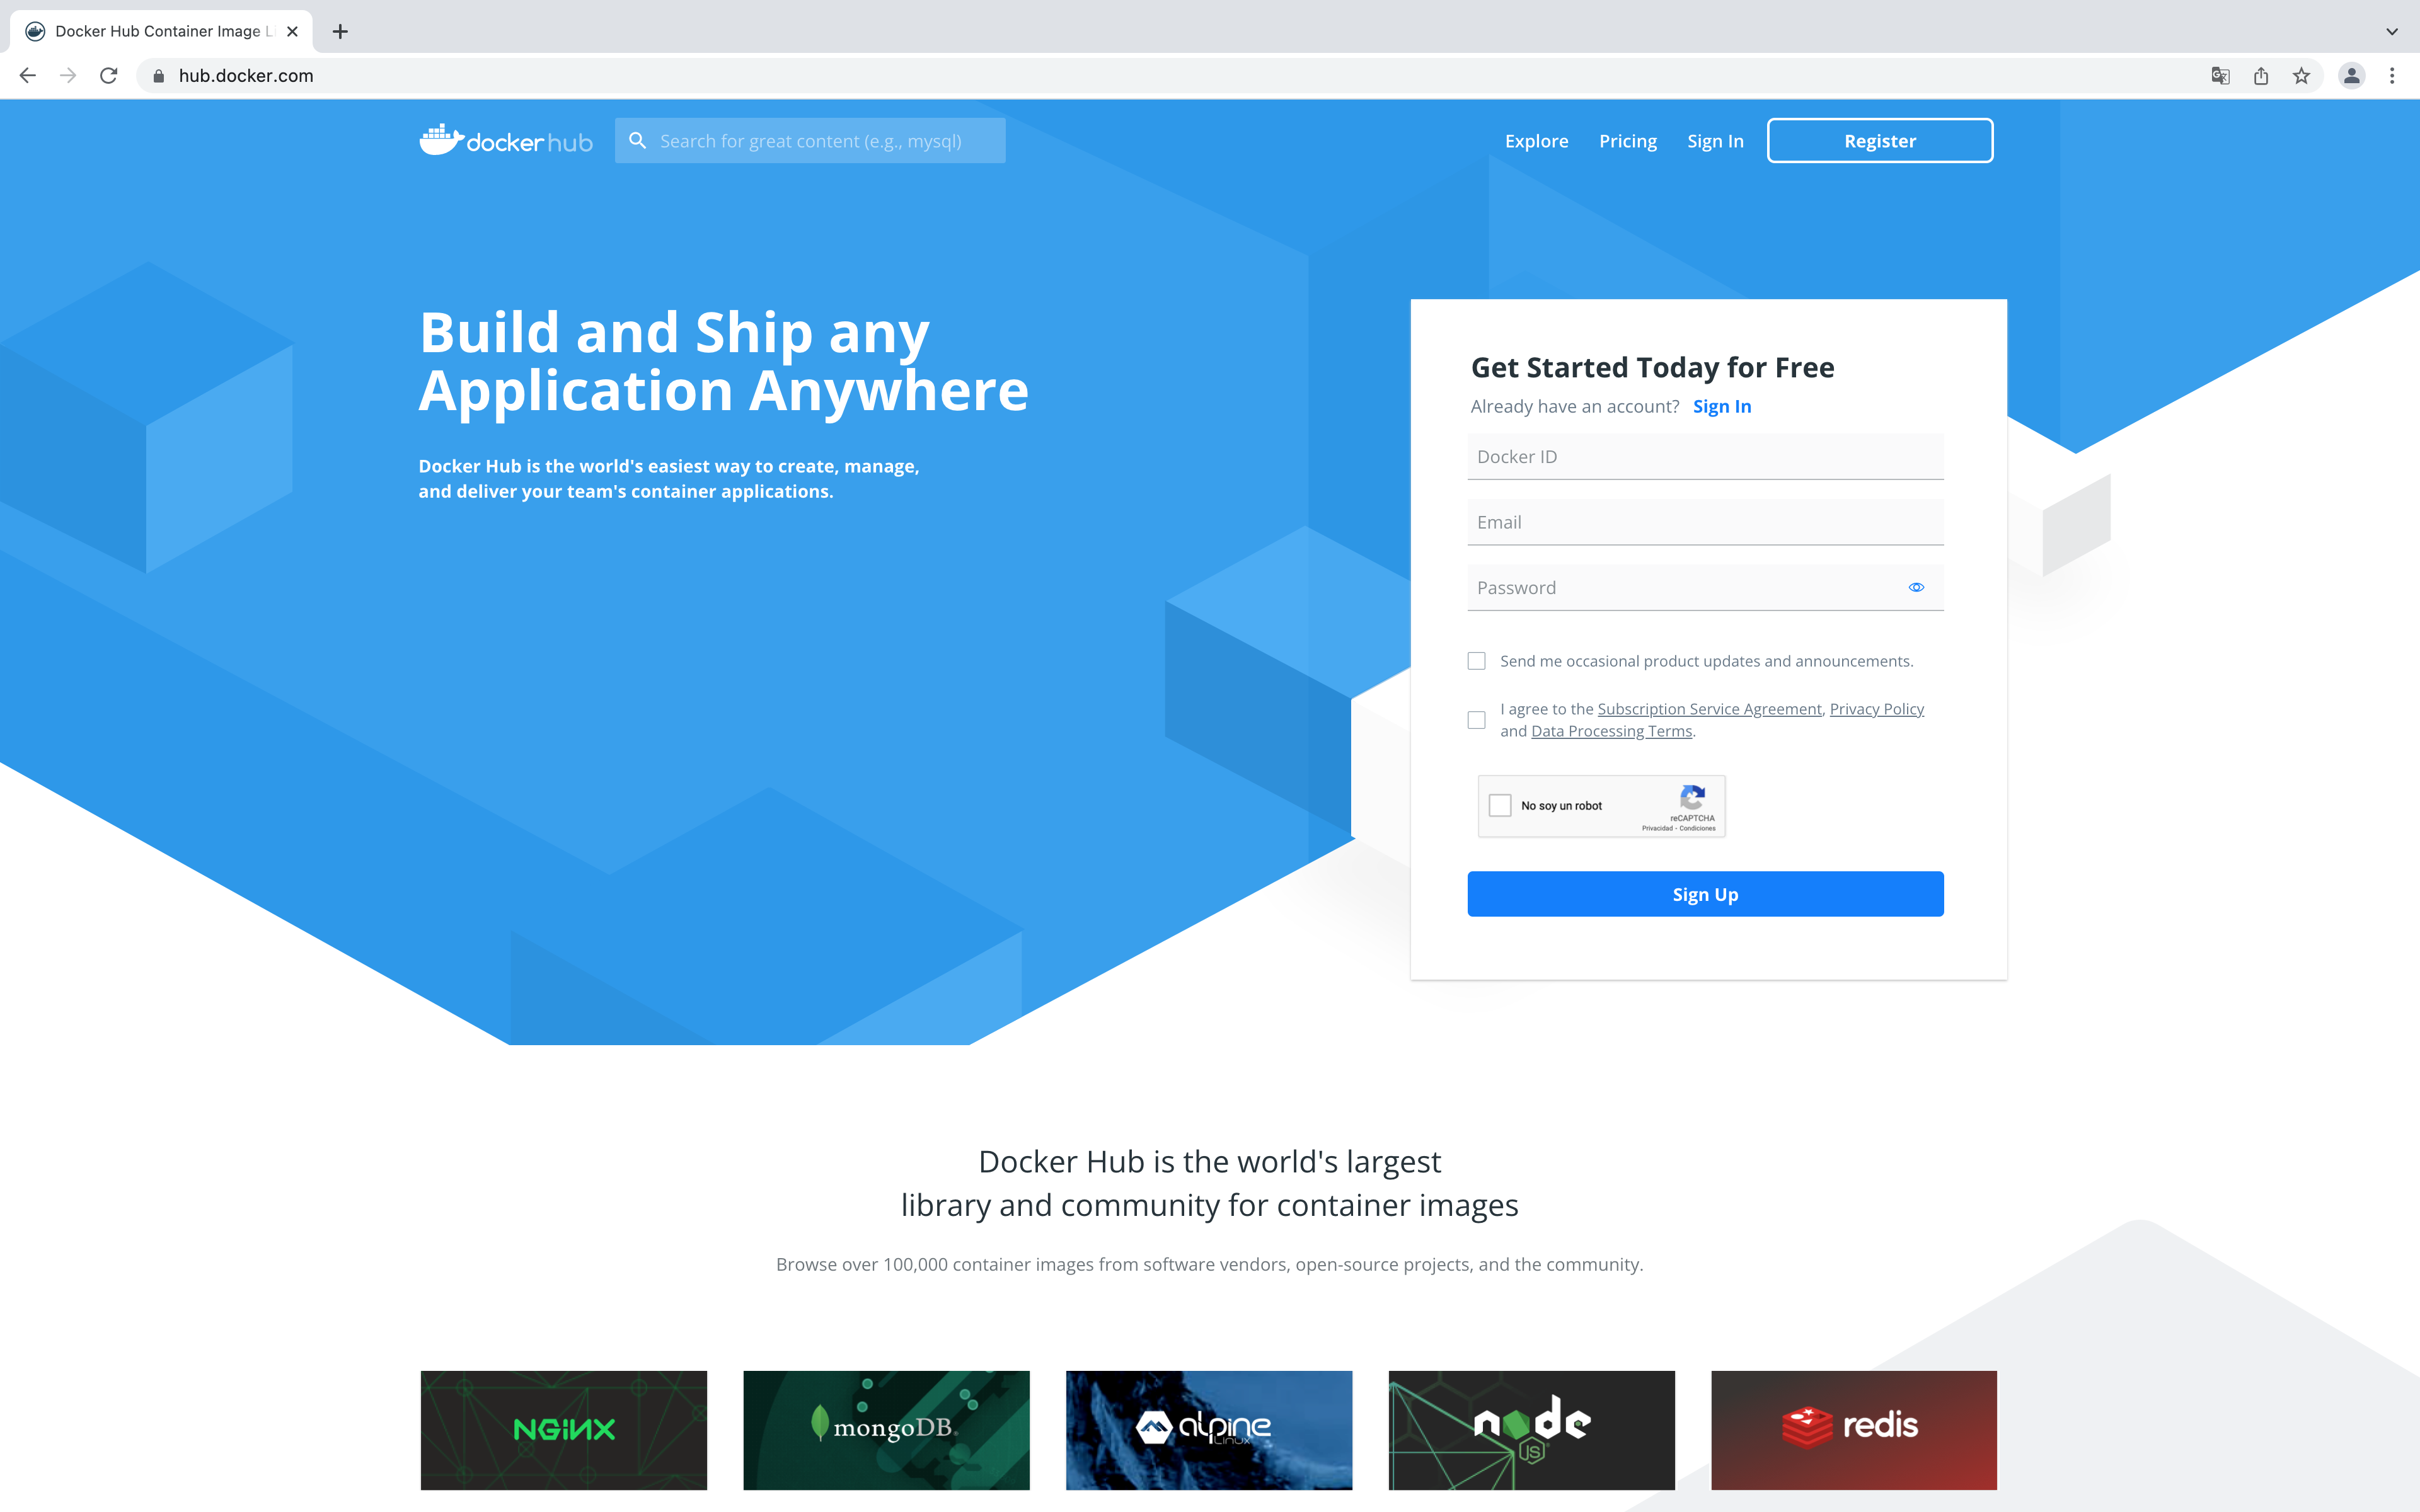 Docker Hub Container Image L
hub.docker.com
docker hub
Search for great content (e.g., mysql)
Explore
Pricing
Sign In
Register
Build and Ship any
Application Anywhere
Docker Hub is the world's easiest way to create, manage,
and deliver your team's container applications.
Get Started Today for Free
Already have an account? Sign In
Docker ID
Email
Password
Send me occasional product updates and announcements.
I agree to the Subscription Service Agreement, Privacy Policy
and Data Processing Terms.
No soy un robot
reCAPTCHA
Privacidad - Condiciones
Sign Up
Docker Hub is the world's largest
library and community for container images
Browse over 100,000 container images from software vendors, open-source projects, and the community.
NGINX
mongoDB®
alpine
Linux
node
JS
redis